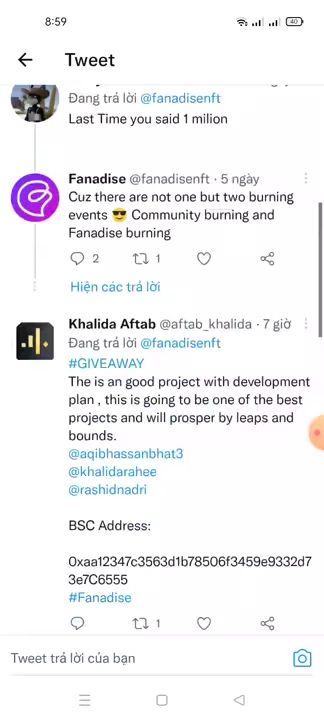 8:59
40
Tweet
Đang trả lời @fanadisenft
Last Time you said 1 milion
Fanadise @fanadisenft · 5 ngày
Cuz there are not one but two burning
events 😎 Community burning and
Fanadise burning
2 1
Hiện các trả lời
Khalida Aftab @aftab_khalida · 7 giờ
Đang trả lời @fanadisenft
#GIVEAWAY
The is an good project with development
plan , this is going to be one of the best
projects and will prosper by leaps and
bounds.
@aqibhassanbhat3
@khalidarahee
@rashidnadri
BSC Address:
0xaa12347c3563d1b78506f3459e9332d7
3e7C6555
#Fanadise
1
Tweet trả lời của bạn